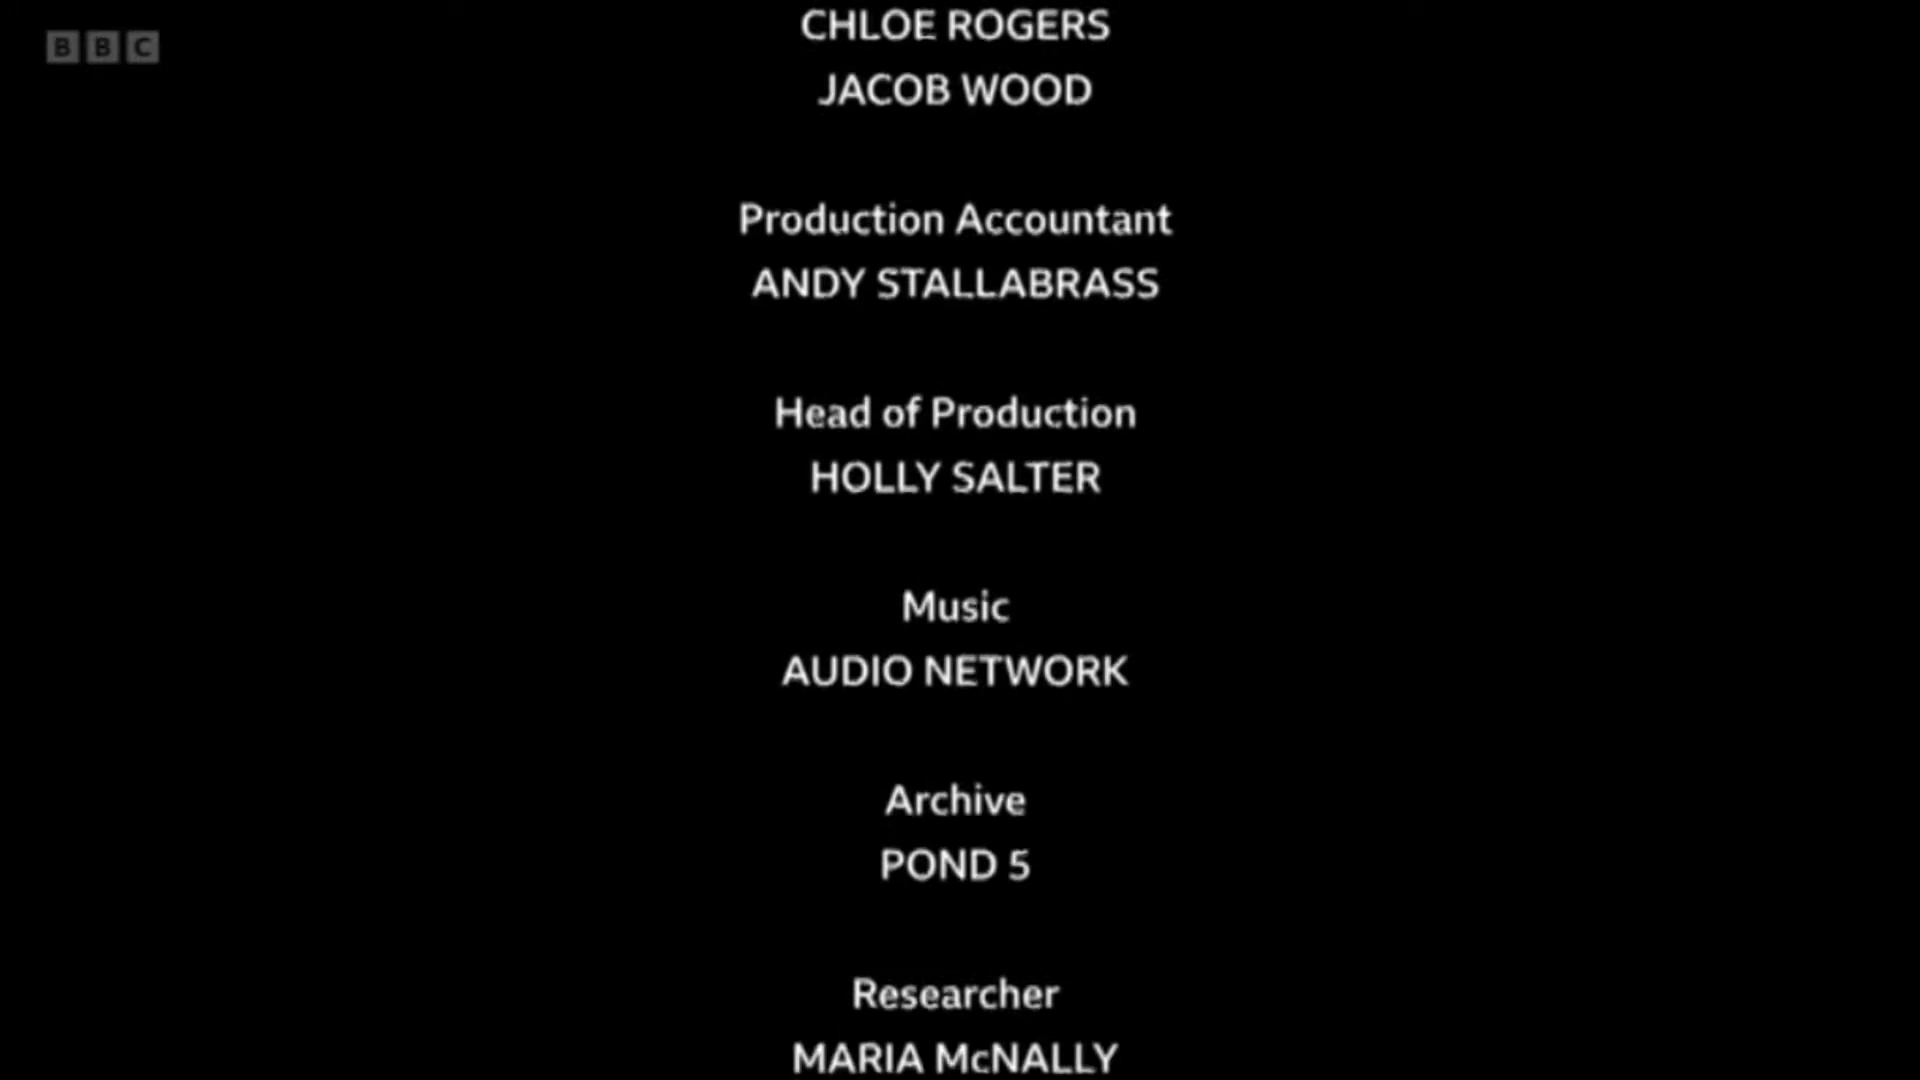 BBC
CHLOE ROGERS
JACOB WOOD
Production Accountant
ANDY STALLABRASS
Head of Production
HOLLY SALTER
Music
AUDIO NETWORK
Archive
POND 5
Researcher
MARIA McNALLY